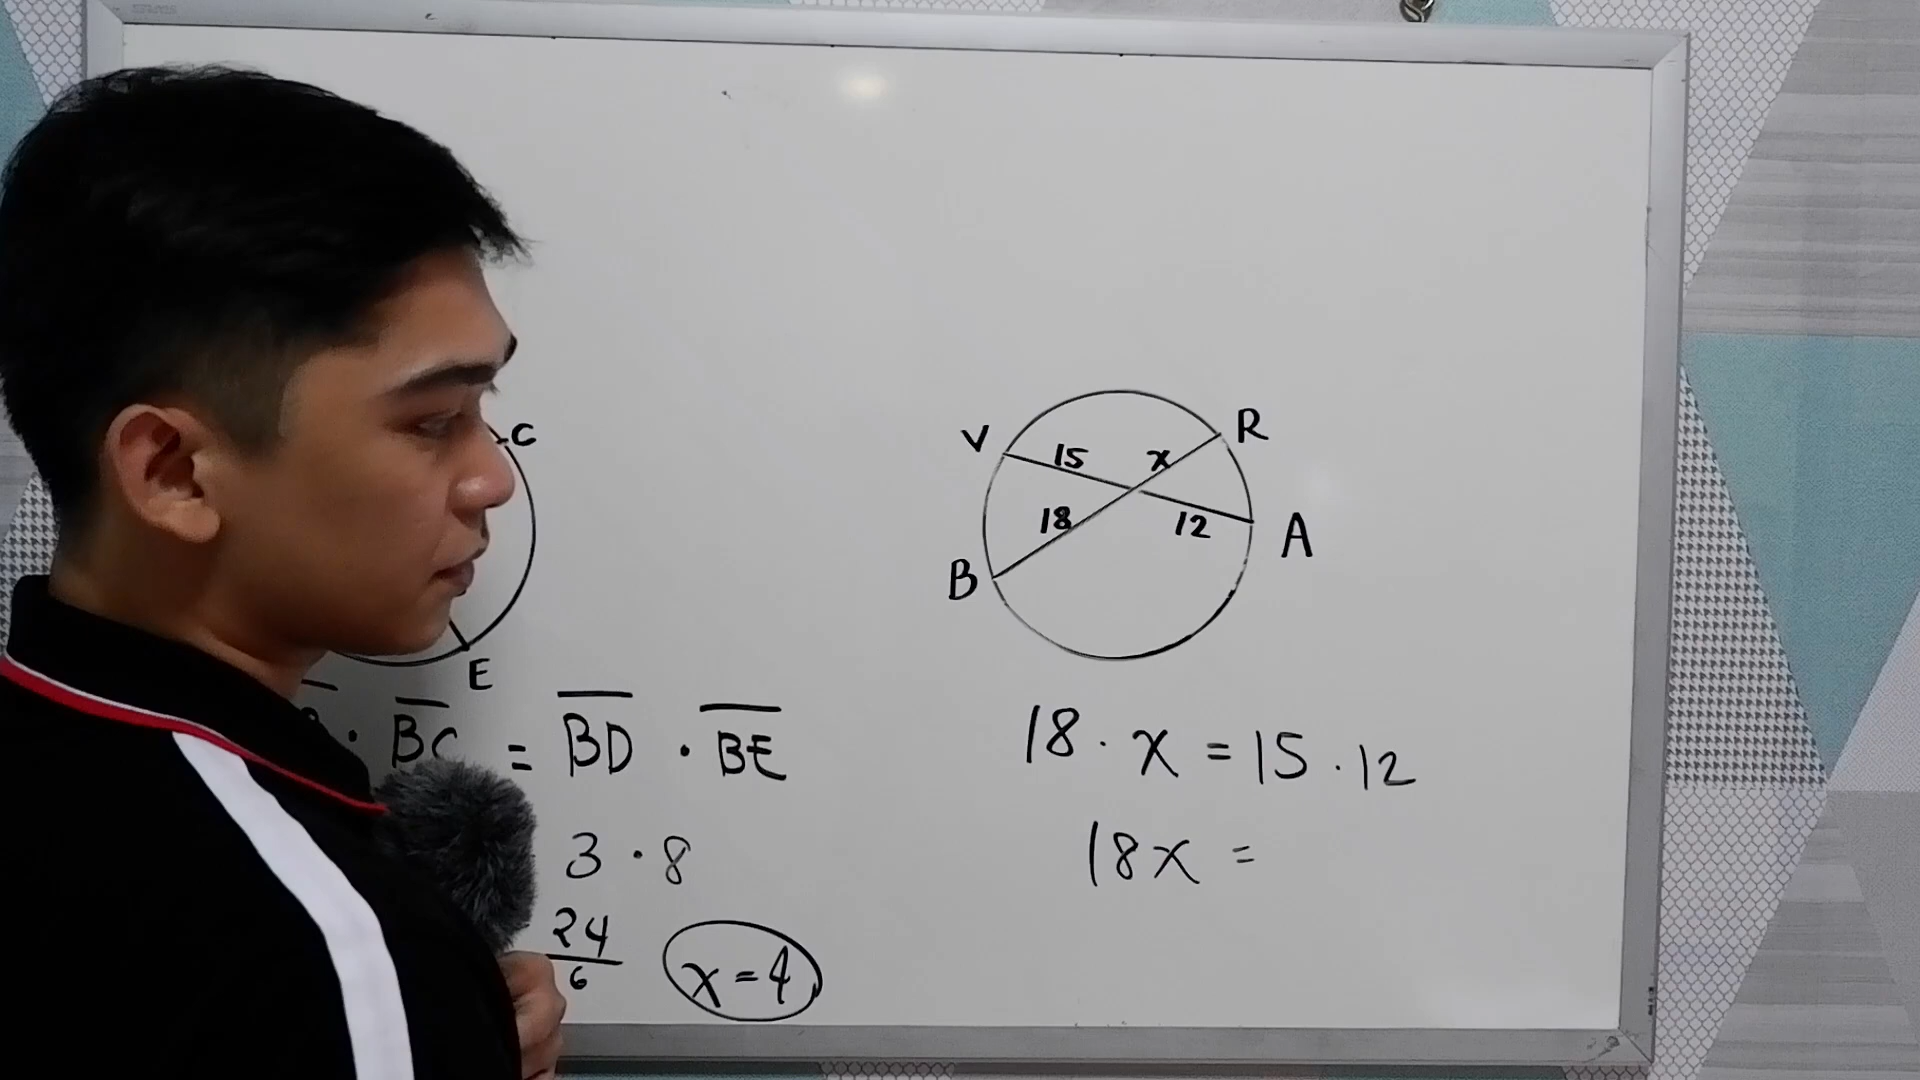 C
E
· BC = BD · BE
3 · 8
24
6
x = 4
V
R
15
x
18
12
A
B
18 · x = 15 · 12
18x =